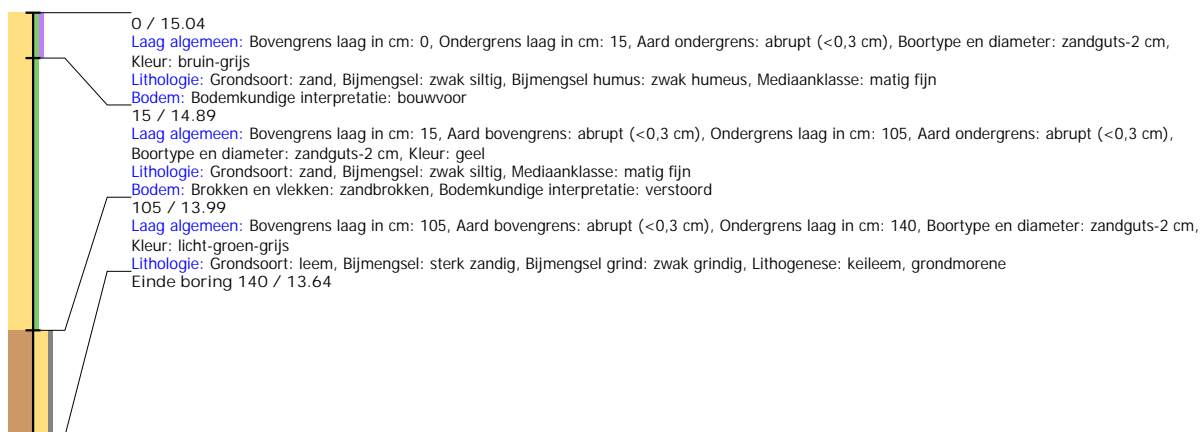 0 / 15.04
Laag algemeen: Bovengrens laag in cm: 0, Ondergrens laag in cm: 15, Aard ondergrens: abrupt (<0,3 cm), Boortype en diameter: zandguts-2 cm,
Kleur: bruin-grijs
Lithologie: Grondsoort: zand, Bijmengsel: zwak siltig, Bijmengsel humus: zwak humeus, Mediaanklasse: matig fijn
Bodem: Bodemkundige interpretatie: bouwvoor
15 / 14.89
Laag algemeen: Bovengrens laag in cm: 15, Aard bovengrens: abrupt (<0,3 cm), Ondergrens laag in cm: 105, Aard ondergrens: abrupt (<0,3 cm),
Boortype en diameter: zandguts-2 cm, Kleur: geel
Lithologie: Grondsoort: zand, Bijmengsel: zwak siltig, Mediaanklasse: matig fijn
Bodem: Brokken en vlekken: zandbrokken, Bodemkundige interpretatie: verstoord
105 / 13.99
Laag algemeen: Bovengrens laag in cm: 105, Aard bovengrens: abrupt (<0,3 cm), Ondergrens laag in cm: 140, Boortype en diameter: zandguts-2 cm,
Kleur: licht-groen-grijs
Lithologie: Grondsoort: leem, Bijmengsel: sterk zandig, Bijmengsel grind: zwak grindig, Lithogenese: keileem, grondmorene
Einde boring 140 / 13.64